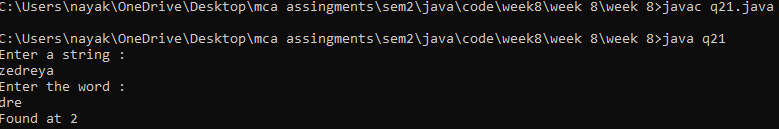 C:\Users\nayak\OneDrive\Desktop\mca assingments\sem2\java\code\week8\week 8\week 8>javac q21.java
C:\Users\nayak\OneDrive\Desktop\mca assingments\sem2\java\code\week8\week 8\week 8>java q21
Enter a string :
zedreya
Enter the word :
dre
Found at 2